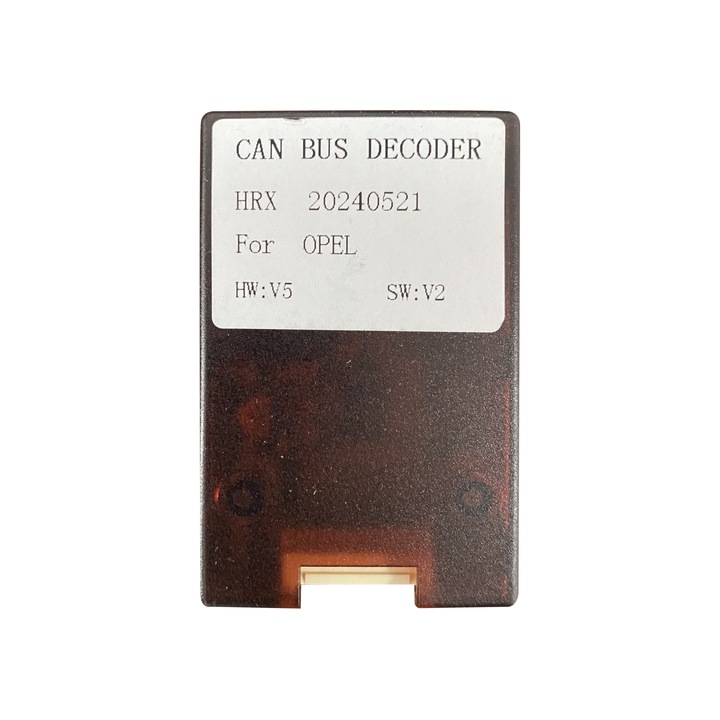 CAN BUS DECODER
HRX 20240521
For OPEL
HW:V5 SW:V2